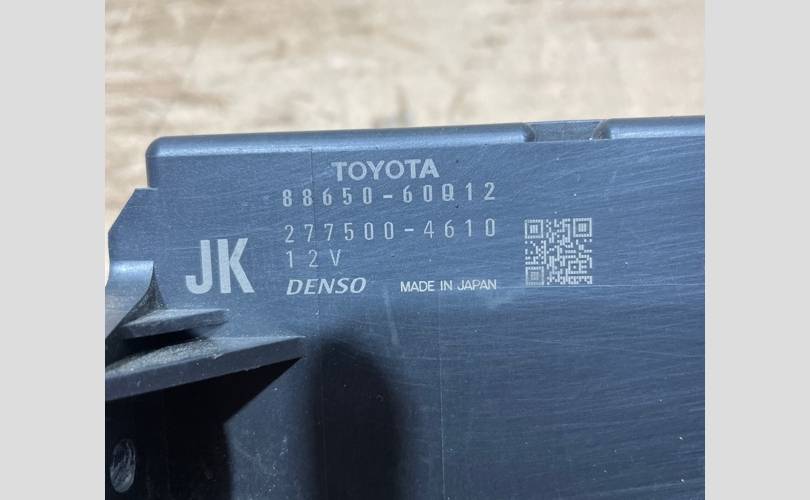 TOYOTA
88650-60Q12
277500-4610
JK
12V
DENSO MADE IN JAPAN